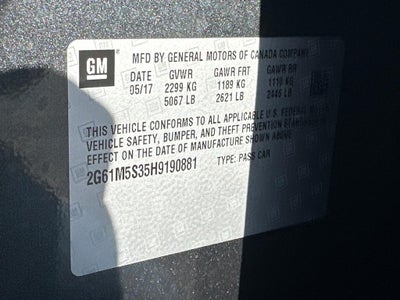 GM
MFD BY GENERAL MOTORS OF CANADA COMPANY
DATE GVWR GAWR FRT GAWR RR
05/17 2299 KG 1189 KG 1110 KG
5067 LB 2621 LB 2446 LB
THIS VEHICLE CONFORMS TO ALL APPLICABLE U.S. FEDERAL MOTOR
VEHICLE SAFETY, BUMPER, AND THEFT PREVENTION STANDARDS IN
EFFECT ON THE DATE OF MANUFACTURE SHOWN ABOVE
2G61M5S35H9190881 TYPE: PASS CAR